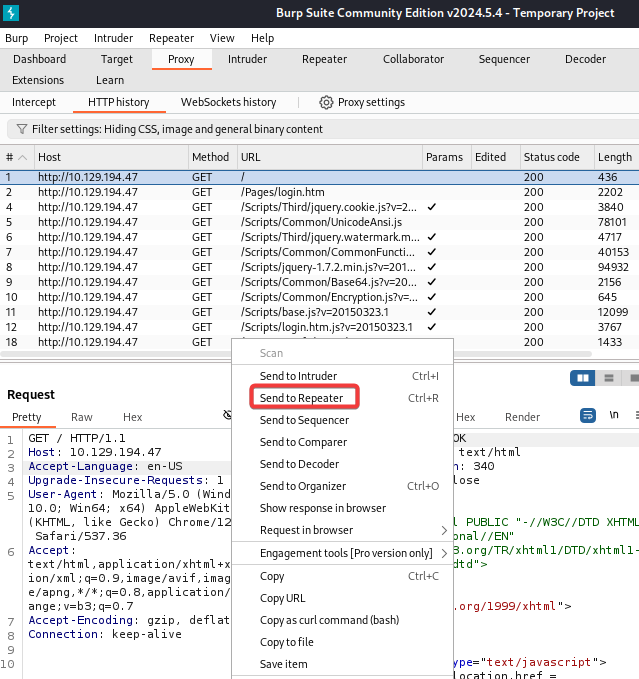 Burp Suite Community Edition v2024.5.4 - Temporary Project
Burp Project Intruder Repeater View Help
Dashboard Target Proxy Intruder Repeater Collaborator Sequencer Decoder
Extensions Learn
Intercept HTTP history WebSockets history Proxy settings
Filter settings: Hiding CSS, image and general binary content
# Host Method URL Params Edited Status code Length
1 http://10.129.194.47 GET / 200 436
2 http://10.129.194.47 GET /Pages/login.htm 200 2202
4 http://10.129.194.47 GET /Scripts/Third/jquery.cookie.js?v=2... ✓ 200 3840
5 http://10.129.194.47 GET /Scripts/Common/UnicodeAnsi.js 200 78101
6 http://10.129.194.47 GET /Scripts/Third/jquery.watermark.m... ✓ 200 4717
7 http://10.129.194.47 GET /Scripts/Common/CommonFuncti... ✓ 200 40153
8 http://10.129.194.47 GET /Scripts/jquery-1.7.2.min.js?v=201... ✓ 200 94932
9 http://10.129.194.47 GET /Scripts/Common/Base64.js?v=20... ✓ 200 2156
10 http://10.129.194.47 GET /Scripts/Common/Encryption.js?v=... ✓ 200 645
11 http://10.129.194.47 GET /Scripts/base.js?v=20150323.1 ✓ 200 12099
12 http://10.129.194.47 GET /Scripts/login.htm.js?v=20150323.1 ✓ 200 3767
18 http://10.129.194.47 GET 200 1433
Scan
Send to Intruder Ctrl+I
Send to Repeater Ctrl+R
Send to Sequencer
Send to Comparer
Send to Decoder
Send to Organizer Ctrl+O
Show response in browser
Request in browser
Engagement tools [Pro version only]
Copy Ctrl+C
Copy URL
Copy as curl command (bash)
Copy to file
Save item
Request
Pretty Raw Hex
1 GET / HTTP/1.1
2 Host: 10.129.194.47
3 Accept-Language: en-US
4 Upgrade-Insecure-Requests: 1
5 User-Agent: Mozilla/5.0 (Wind
10.0; Win64; x64) AppleWebKit
(KHTML, like Gecko) Chrome/12
Safari/537.36
6 Accept:
text/html,application/xhtml+x
ion/xml;q=0.9,image/avif,imag
e/apng,*/*;q=0.8,application/
ange;v=b3;q=0.7
7 Accept-Encoding: gzip, deflat
8 Connection: keep-alive
9
10
Hex Render \n
OK
text/html
n: 340
lose
l PUBLIC "-//W3C//DTD XHTML
onal//EN"
3.org/TR/xhtml1/DTD/xhtml1-
dtd">
.org/1999/xhtml">
ype="text/javascript">
location.href =